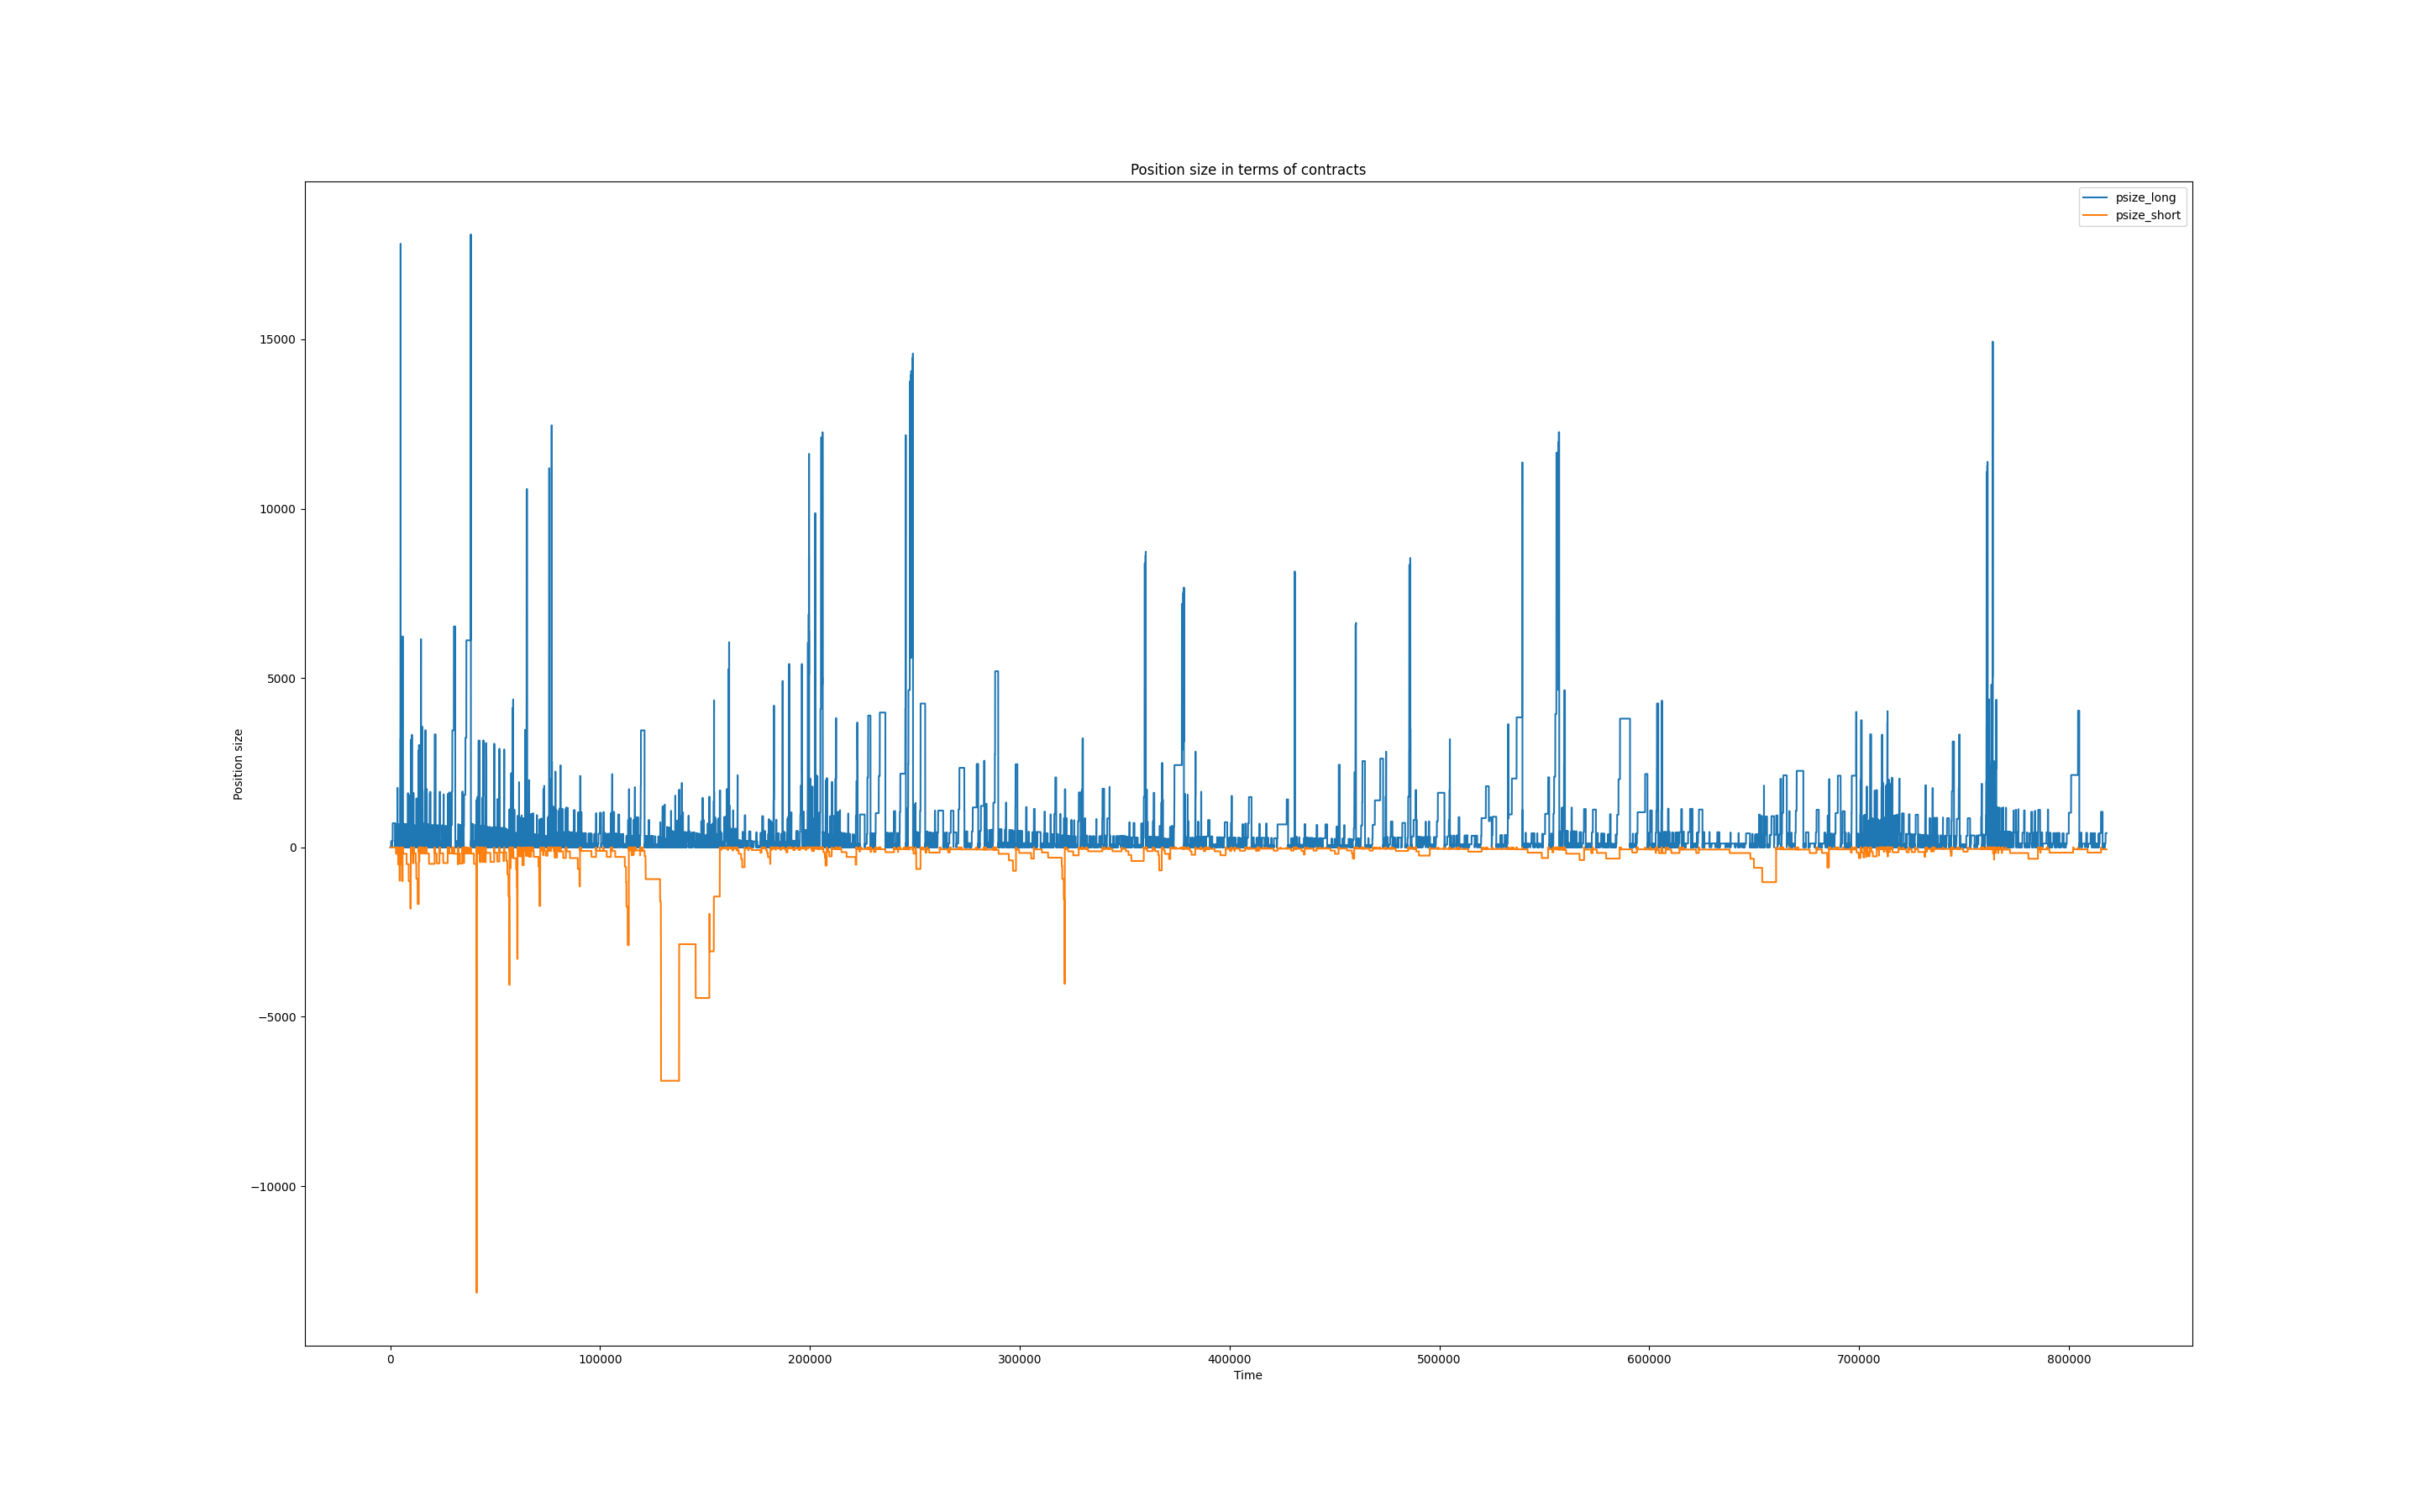 Position size in terms of contracts
psize_long
psize_short
15000
10000
5000
0
−5000
−10000
Position size
0 100000 200000 300000 400000 500000 600000 700000 800000
Time